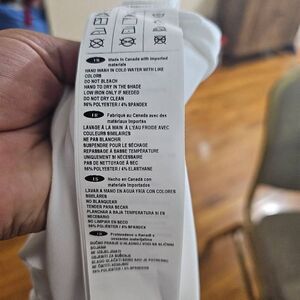 EN Made in Canada with imported
materials
HAND WASH IN COLD WATER WITH LIKE
COLORS
DO NOT BLEACH
HANG TO DRY IN THE SHADE
LOW IRON ONLY IF NEEDED
DO NOT DRY CLEAN
96% POLYESTER / 4% SPANDEX
FR Fabriqué au Canada avec des
matériaux importés
LAVAGE À LA MAIN À L'EAU FROIDE AVEC
COULEURS SIMILAIRES
NE PAS BLANCHIR
SUSPENDRE POUR LE SÉCHAGE
REPASSAGE À BASSE TEMPÉRATURE
UNIQUEMENT SI NÉCESSAIRE
PAS DE NETTOYAGE À SEC
96% POLYESTER / 4% ÉLASTHANE
ES Hecho en Canadá con
materiales importados
LAVAR A MANO EN AGUA FRÍA CON COLORES
SIMILARES
NO BLANQUEAR
TENDER PARA SECAR
PLANCHAR A BAJA TEMPERATURA SI ES
NECESARIO
NO LIMPIAR EN SECO
96% POLYESTER / 4% SPANDEX